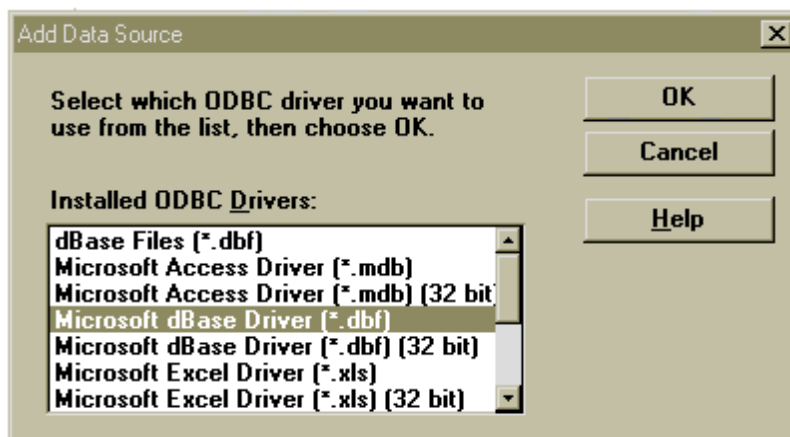 Add Data Source
Select which ODBC driver you want to
use from the list, then choose OK.
OK
Cancel
Help
Installed ODBC Drivers:
dBase Files (*.dbf)
Microsoft Access Driver (*.mdb)
Microsoft Access Driver (*.mdb) (32 bit
Microsoft dBase Driver (*.dbf)
Microsoft dBase Driver (*.dbf) (32 bit)
Microsoft Excel Driver (*.xls)
Microsoft Excel Driver (*.xls) (32 bit)